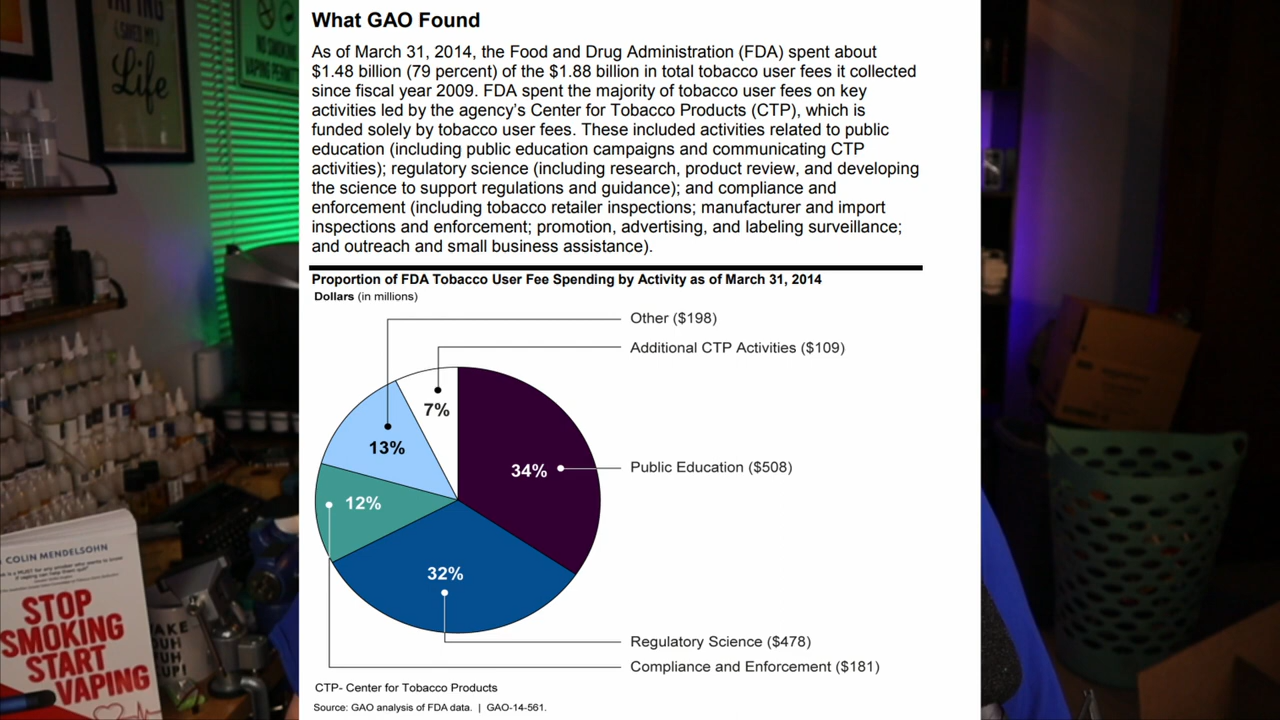 What GAO Found
As of March 31, 2014, the Food and Drug Administration (FDA) spent about
$1.48 billion (79 percent) of the $1.88 billion in total tobacco user fees it collected
since fiscal year 2009. FDA spent the majority of tobacco user fees on key
activities led by the agency's Center for Tobacco Products (CTP), which is
funded solely by tobacco user fees. These included activities related to public
education (including public education campaigns and communicating CTP
activities); regulatory science (including research, product review, and developing
the science to support regulations and guidance); and compliance and
enforcement (including tobacco retailer inspections; manufacturer and import
inspections and enforcement; promotion, advertising, and labeling surveillance;
and outreach and small business assistance).
Proportion of FDA Tobacco User Fee Spending by Activity as of March 31, 2014
Dollars (in millions)
Other ($198)
Additional CTP Activities ($109)
7%
13%
34%
Public Education ($508)
12%
32%
Regulatory Science ($478)
Compliance and Enforcement ($181)
CTP- Center for Tobacco Products
Source: GAO analysis of FDA data. | GAO-14-561.
(SAVED MY)
Life
NO SMOKING
VAPING PERMITTED
COLIN MENDELSOHN
STOP
SMOKING
START
VAPING